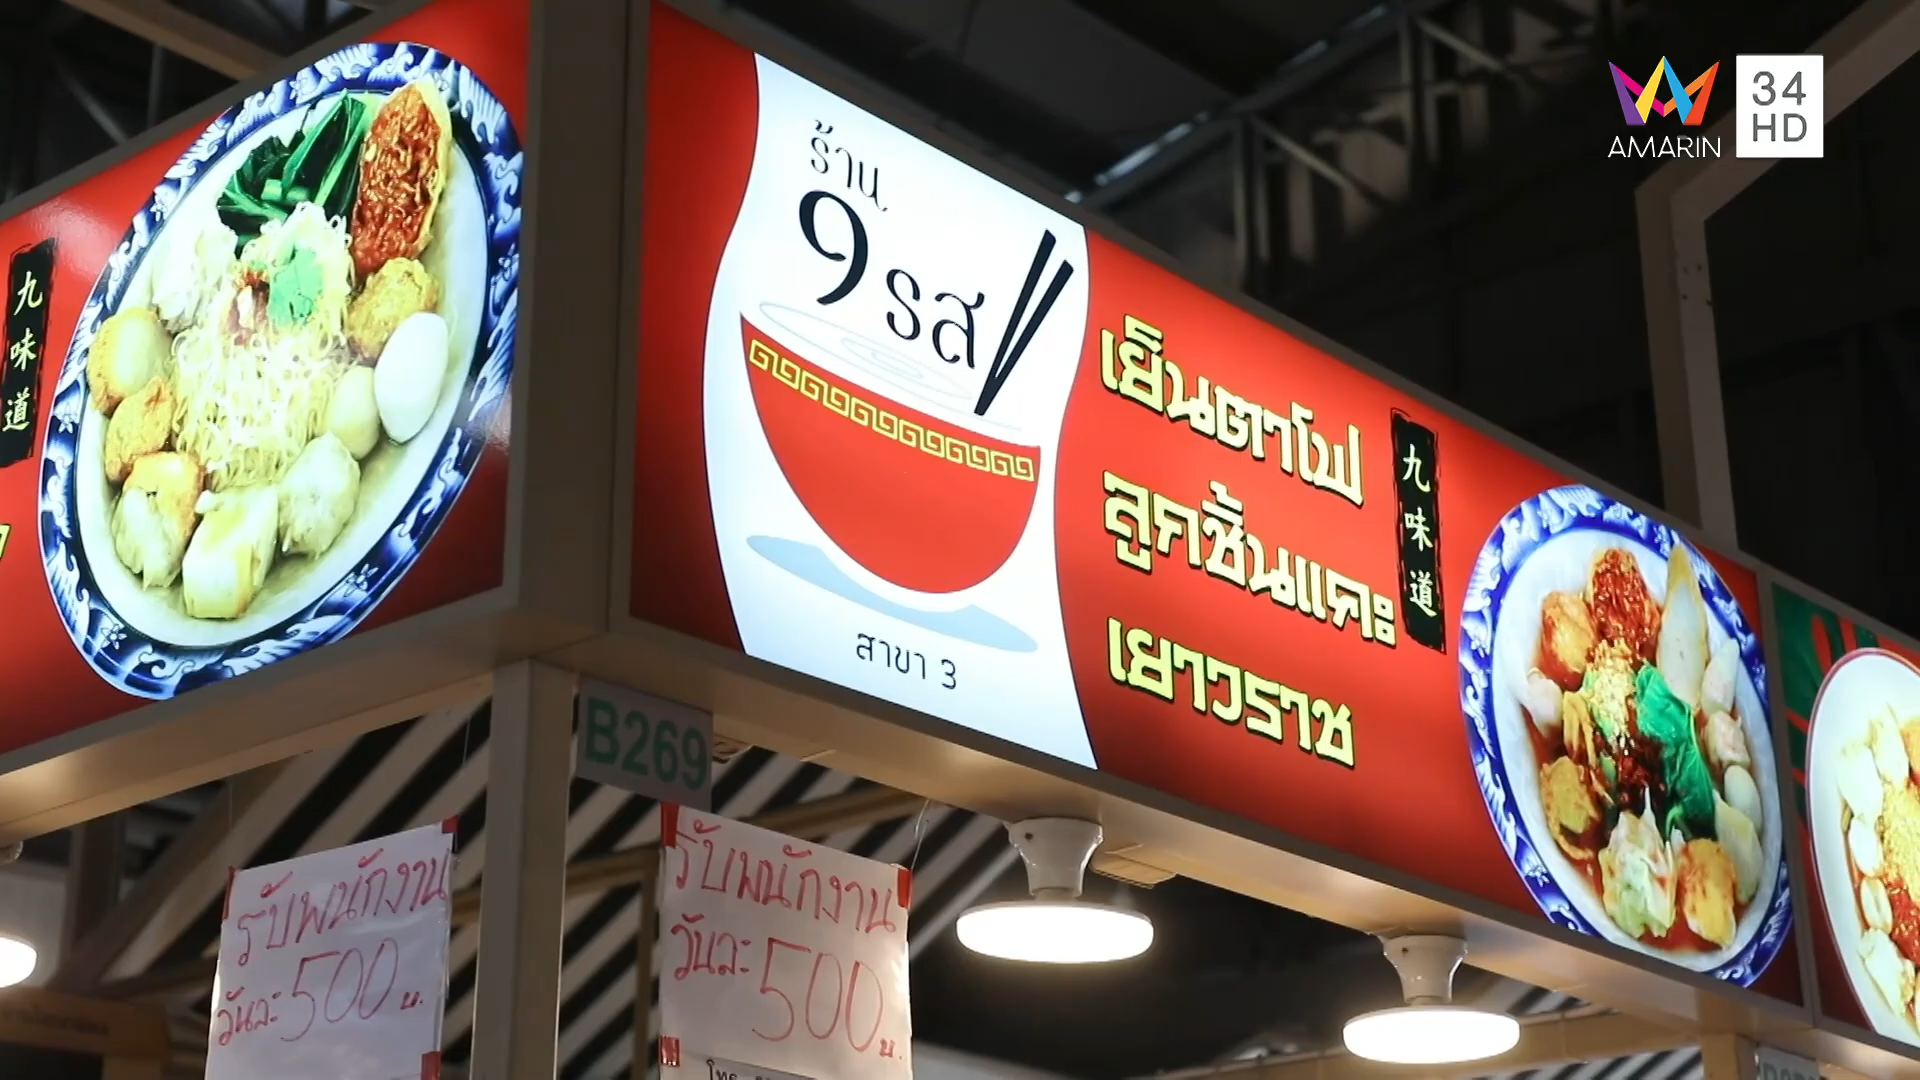 ร้าน
9 รส
สาขา 3
เย็นตาโฟ
ลูกชิ้นแคะ
เยาวราช
九味道
九味道
B269
รับพนักงาน
วันละ 500 บ.
รับพนักงาน
วันละ 500 บ.
โทร
AMARIN
34
HD